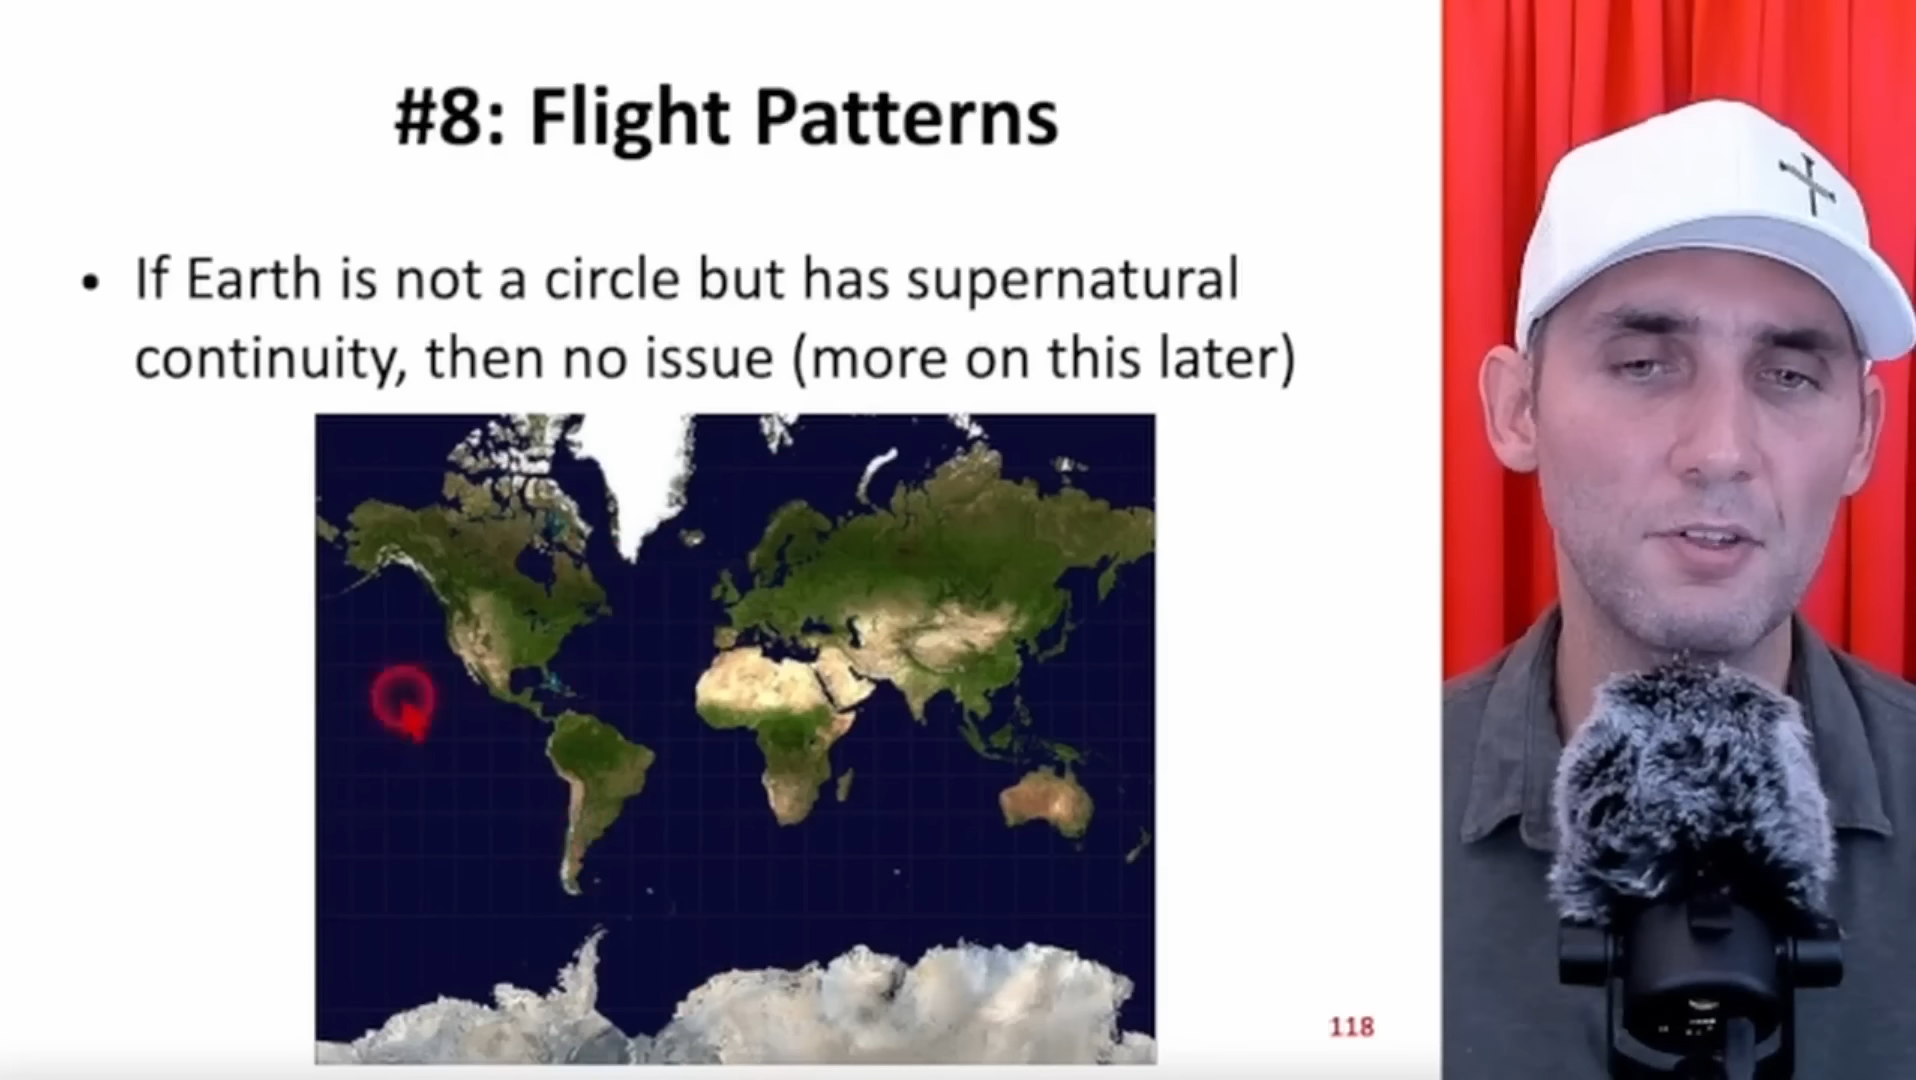 #8: Flight Patterns
• If Earth is not a circle but has supernatural
continuity, then no issue (more on this later)
118